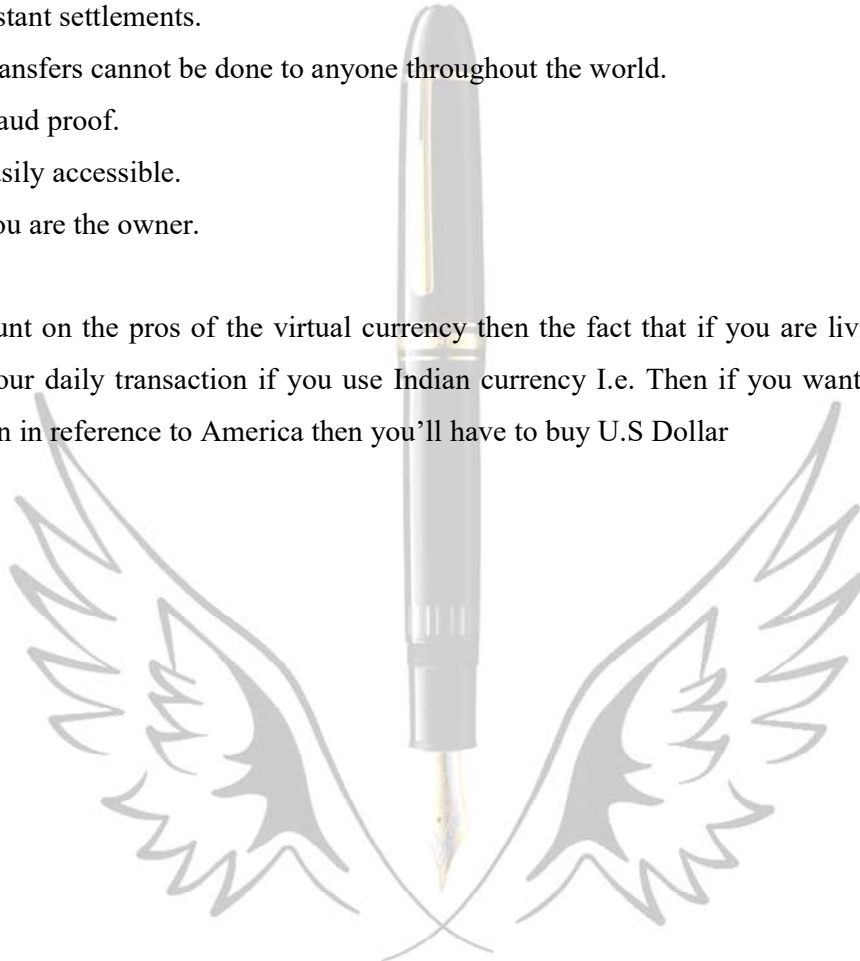 stant settlements.
ansfers cannot be done to anyone throughout the world.
aud proof.
sily accessible.
ou are the owner.
unt on the pros of the virtual currency then the fact that if you are liv
our daily transaction if you use Indian currency I.e. Then if you want
n in reference to America then you’ll have to buy U.S Dollar